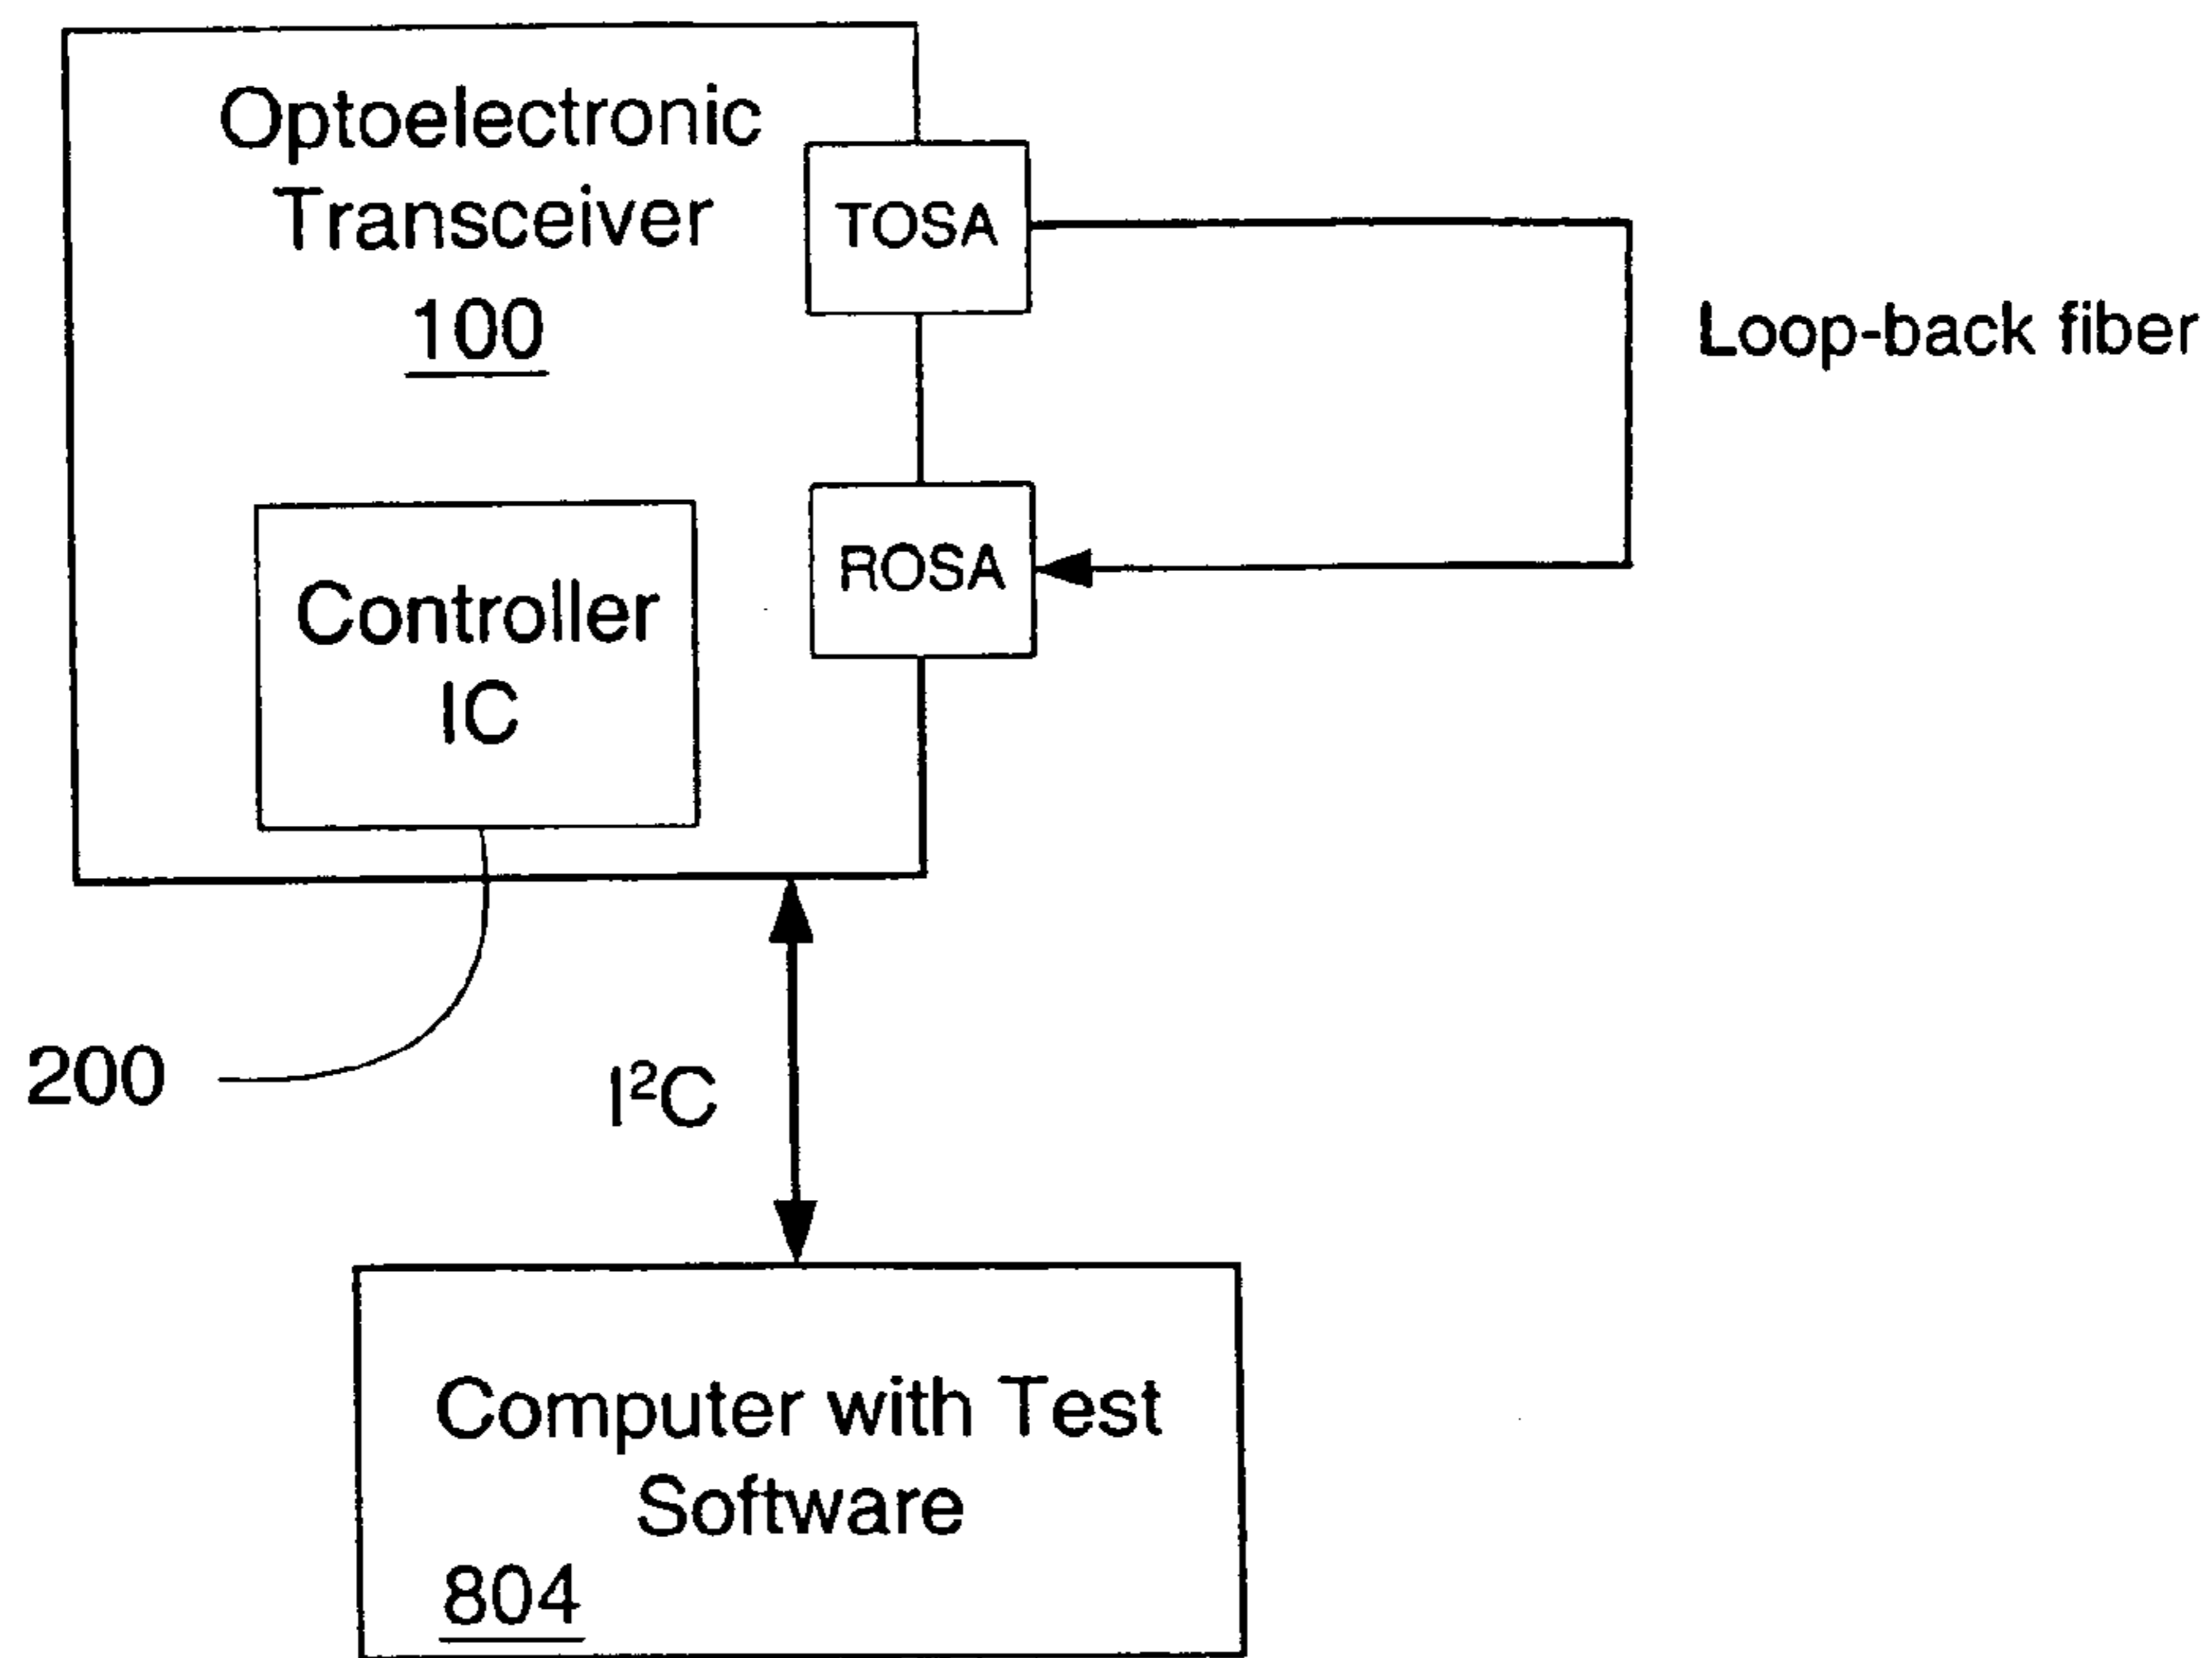 Optoelectronic
Transceiver
100
TOSA
Loop-back fiber
ROSA
Controller
IC
200
I²C
Computer with Test
Software
804